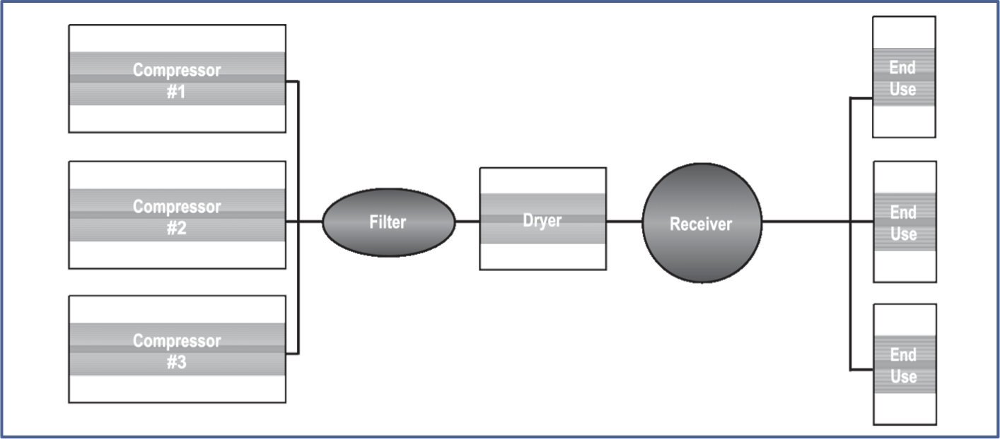 Compressor
#1
Compressor
#2
Compressor
#3
Filter
Dryer
Receiver
End
Use
End
Use
End
Use